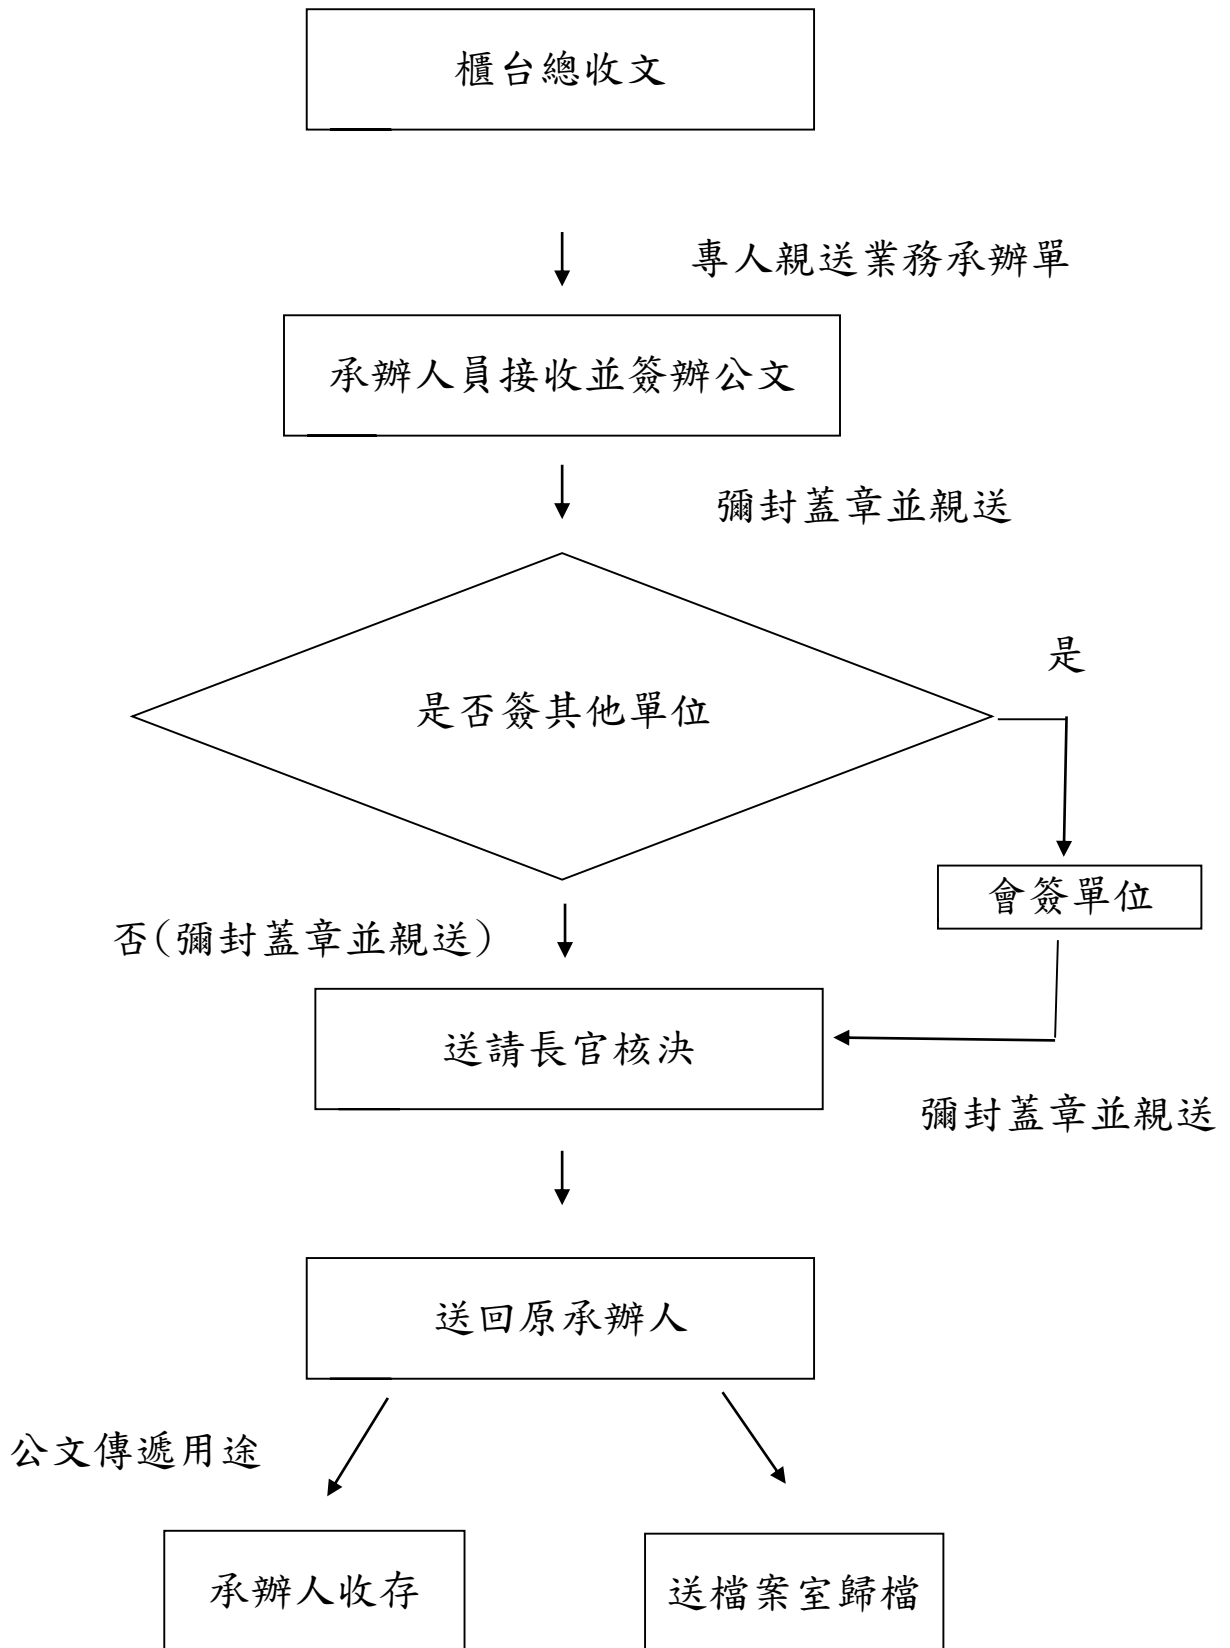 櫃台總收文
專人親送業務承辦單
承辦人員接收並簽辦公文
彌封蓋章並親送
是
是否簽其他單位
會簽單位
否(彌封蓋章並親送)
送請長官核決
彌封蓋章並親送
送回原承辦人
公文傳遞用途
承辦人收存
送檔案室歸檔